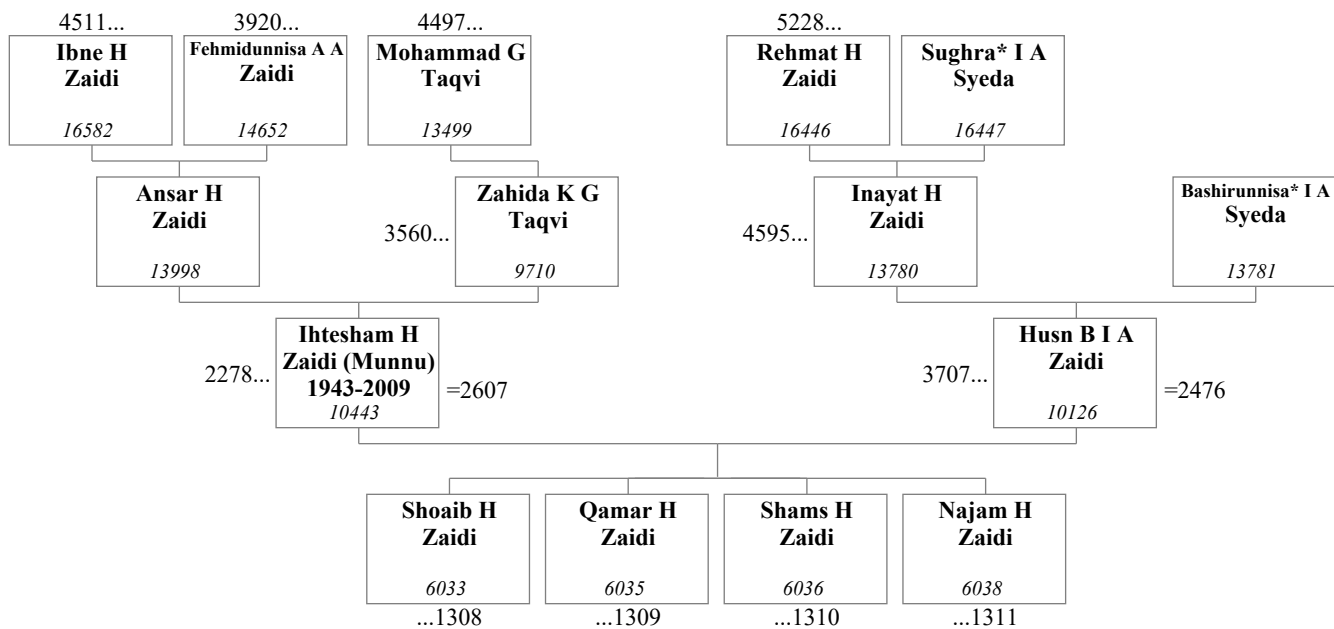 4511...
3920...
4497...
5228...
Ibne H
Zaidi
16582
Fehmidunnisa A A
Zaidi
14652
Mohammad G
Taqvi
13499
Rehmat H
Zaidi
16446
Sughra* I A
Syeda
16447
Ansar H
Zaidi
13998
3560...
Zahida K G
Taqvi
9710
4595...
Inayat H
Zaidi
13780
Bashirunnisa* I A
Syeda
13781
2278...
Ihtesham H
Zaidi (Munnu)
1943-2009
10443
=2607
3707...
Husn B I A
Zaidi
10126
=2476
Shoaib H
Zaidi
6033
...1308
Qamar H
Zaidi
6035
...1309
Shams H
Zaidi
6036
...1310
Najam H
Zaidi
6038
...1311